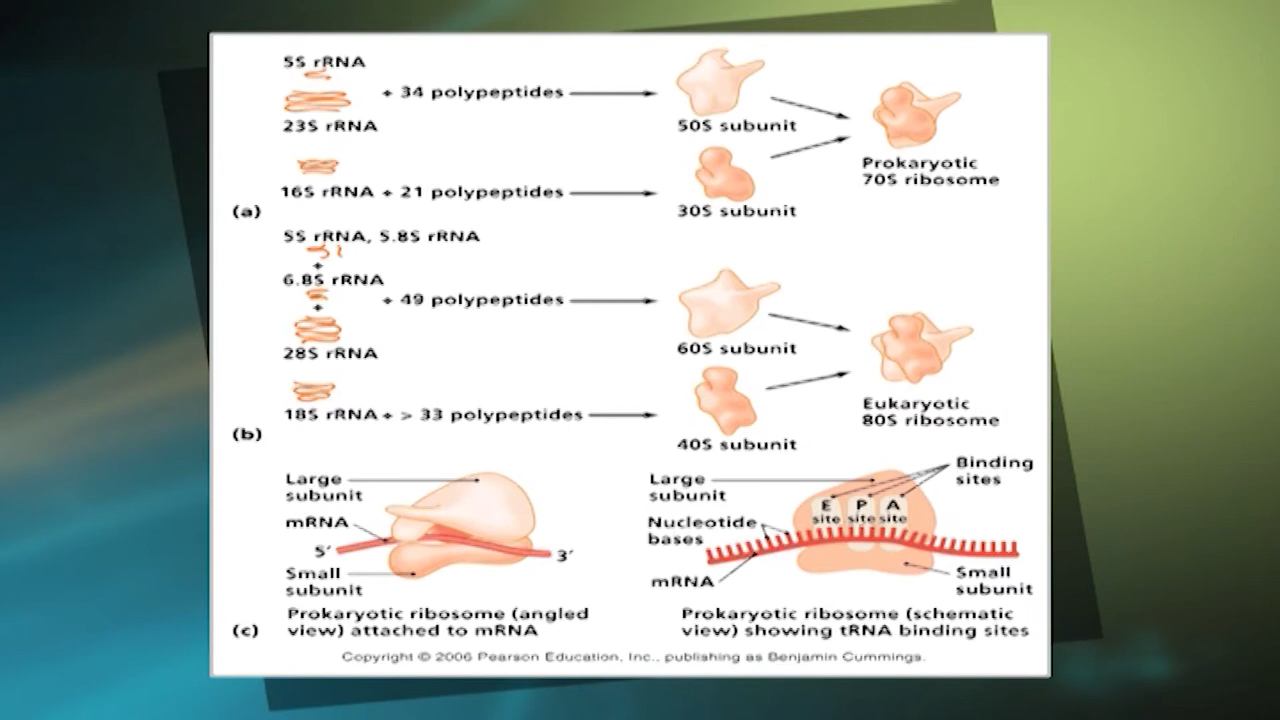 5S rRNA
+ 34 polypeptides
23S rRNA
50S subunit
Prokaryotic
70S ribosome
16S rRNA + 21 polypeptides
30S subunit
(a)
5S rRNA, 5.8S rRNA
+
6.8S rRNA
+ 49 polypeptides
+
28S rRNA
60S subunit
Eukaryotic
80S ribosome
18S rRNA + > 33 polypeptides
40S subunit
(b)
Large
subunit
mRNA
5′
3′
Small
subunit
Prokaryotic ribosome (angled
view) attached to mRNA
(c)
Large
subunit
Binding
sites
E
site
P
site
A
site
Nucleotide
bases
mRNA
Small
subunit
Prokaryotic ribosome (schematic
view) showing tRNA binding sites
Copyright © 2006 Pearson Education, Inc., publishing as Benjamin Cummings.